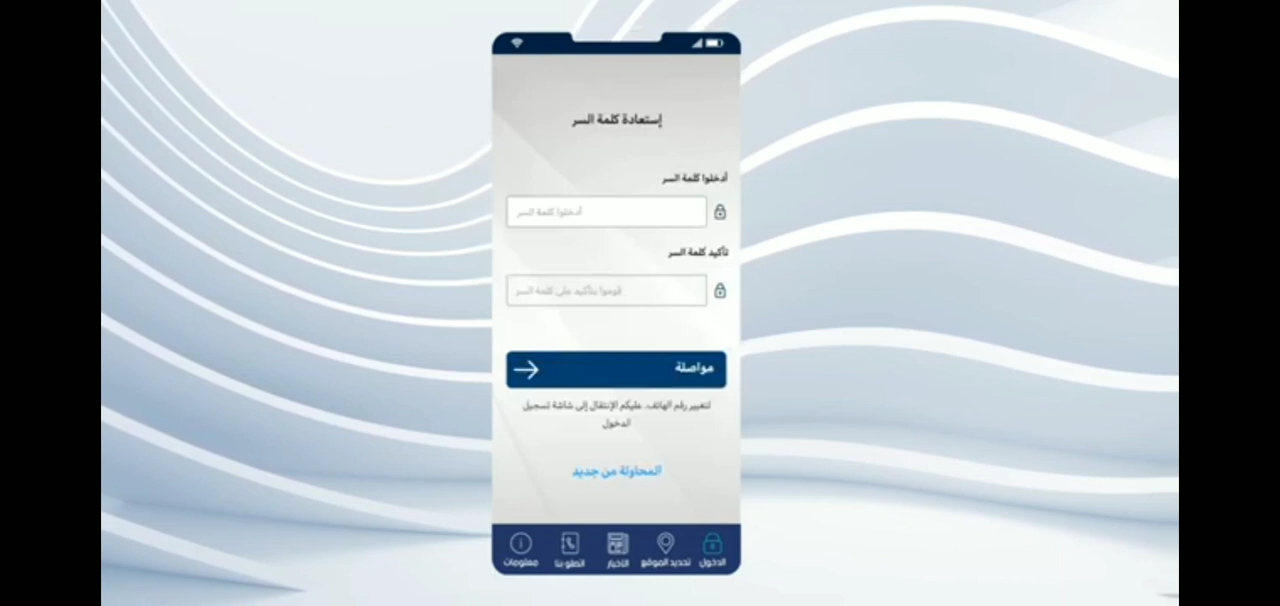 إستعادة كلمة السر
أدخلوا كلمة السر
أدخلوا كلمة السر
تأكيد كلمة السر
قوموا بتأكيد على كلمة السر
مواصلة
لتغيير رقم الهاتف، عليكم الإنتقال إلى شاشة تسجيل
الدخول
المحاولة من جديد
الدخول
تحديد الموقع
الأخبار
اتصلو بنا
معلومات